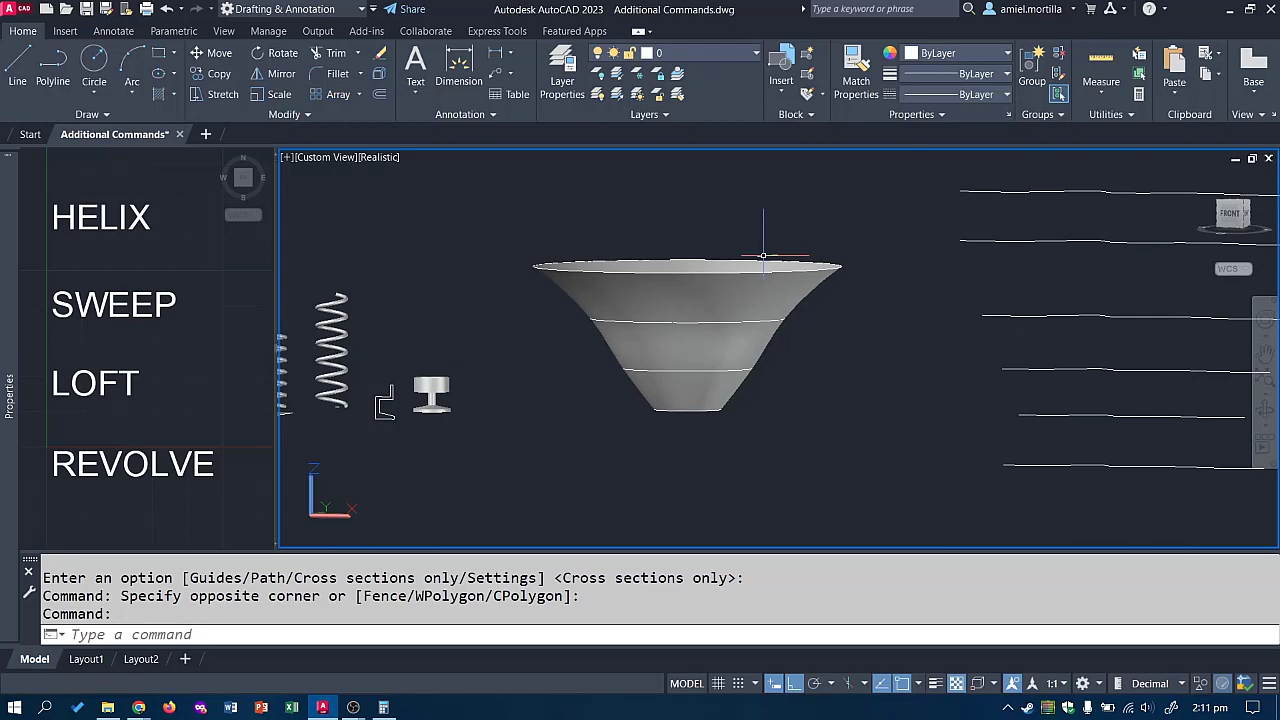 CAD
Drafting & Annotation
Share
Autodesk AutoCAD 2023 Additional Commands.dwg
Type a keyword or phrase
amiel.mortilla
Home Insert Annotate Parametric View Manage Output Add-ins Collaborate Express Tools Featured Apps
Line Polyline Circle Arc
Move Rotate Trim
Copy Mirror Fillet
Stretch Scale Array
Text Dimension Table
Layer Properties
0
Insert
Match Properties
ByLayer
ByLayer
ByLayer
Group Measure Paste Base
Draw Modify Annotation Layers Block Properties Groups Utilities Clipboard View
Start Additional Commands*
[+][Custom View][Realistic]
N
W E
S
HELIX
SWEEP
LOFT
REVOLVE
FRONT
WCS
Z
Y X
Properties
Enter an option [Guides/Path/Cross sections only/Settings] <Cross sections only>:
Command: Specify opposite corner or [Fence/WPolygon/CPolygon]:
Command:
Type a command
Model Layout1 Layout2
MODEL 1:1 Decimal
2:11 pm